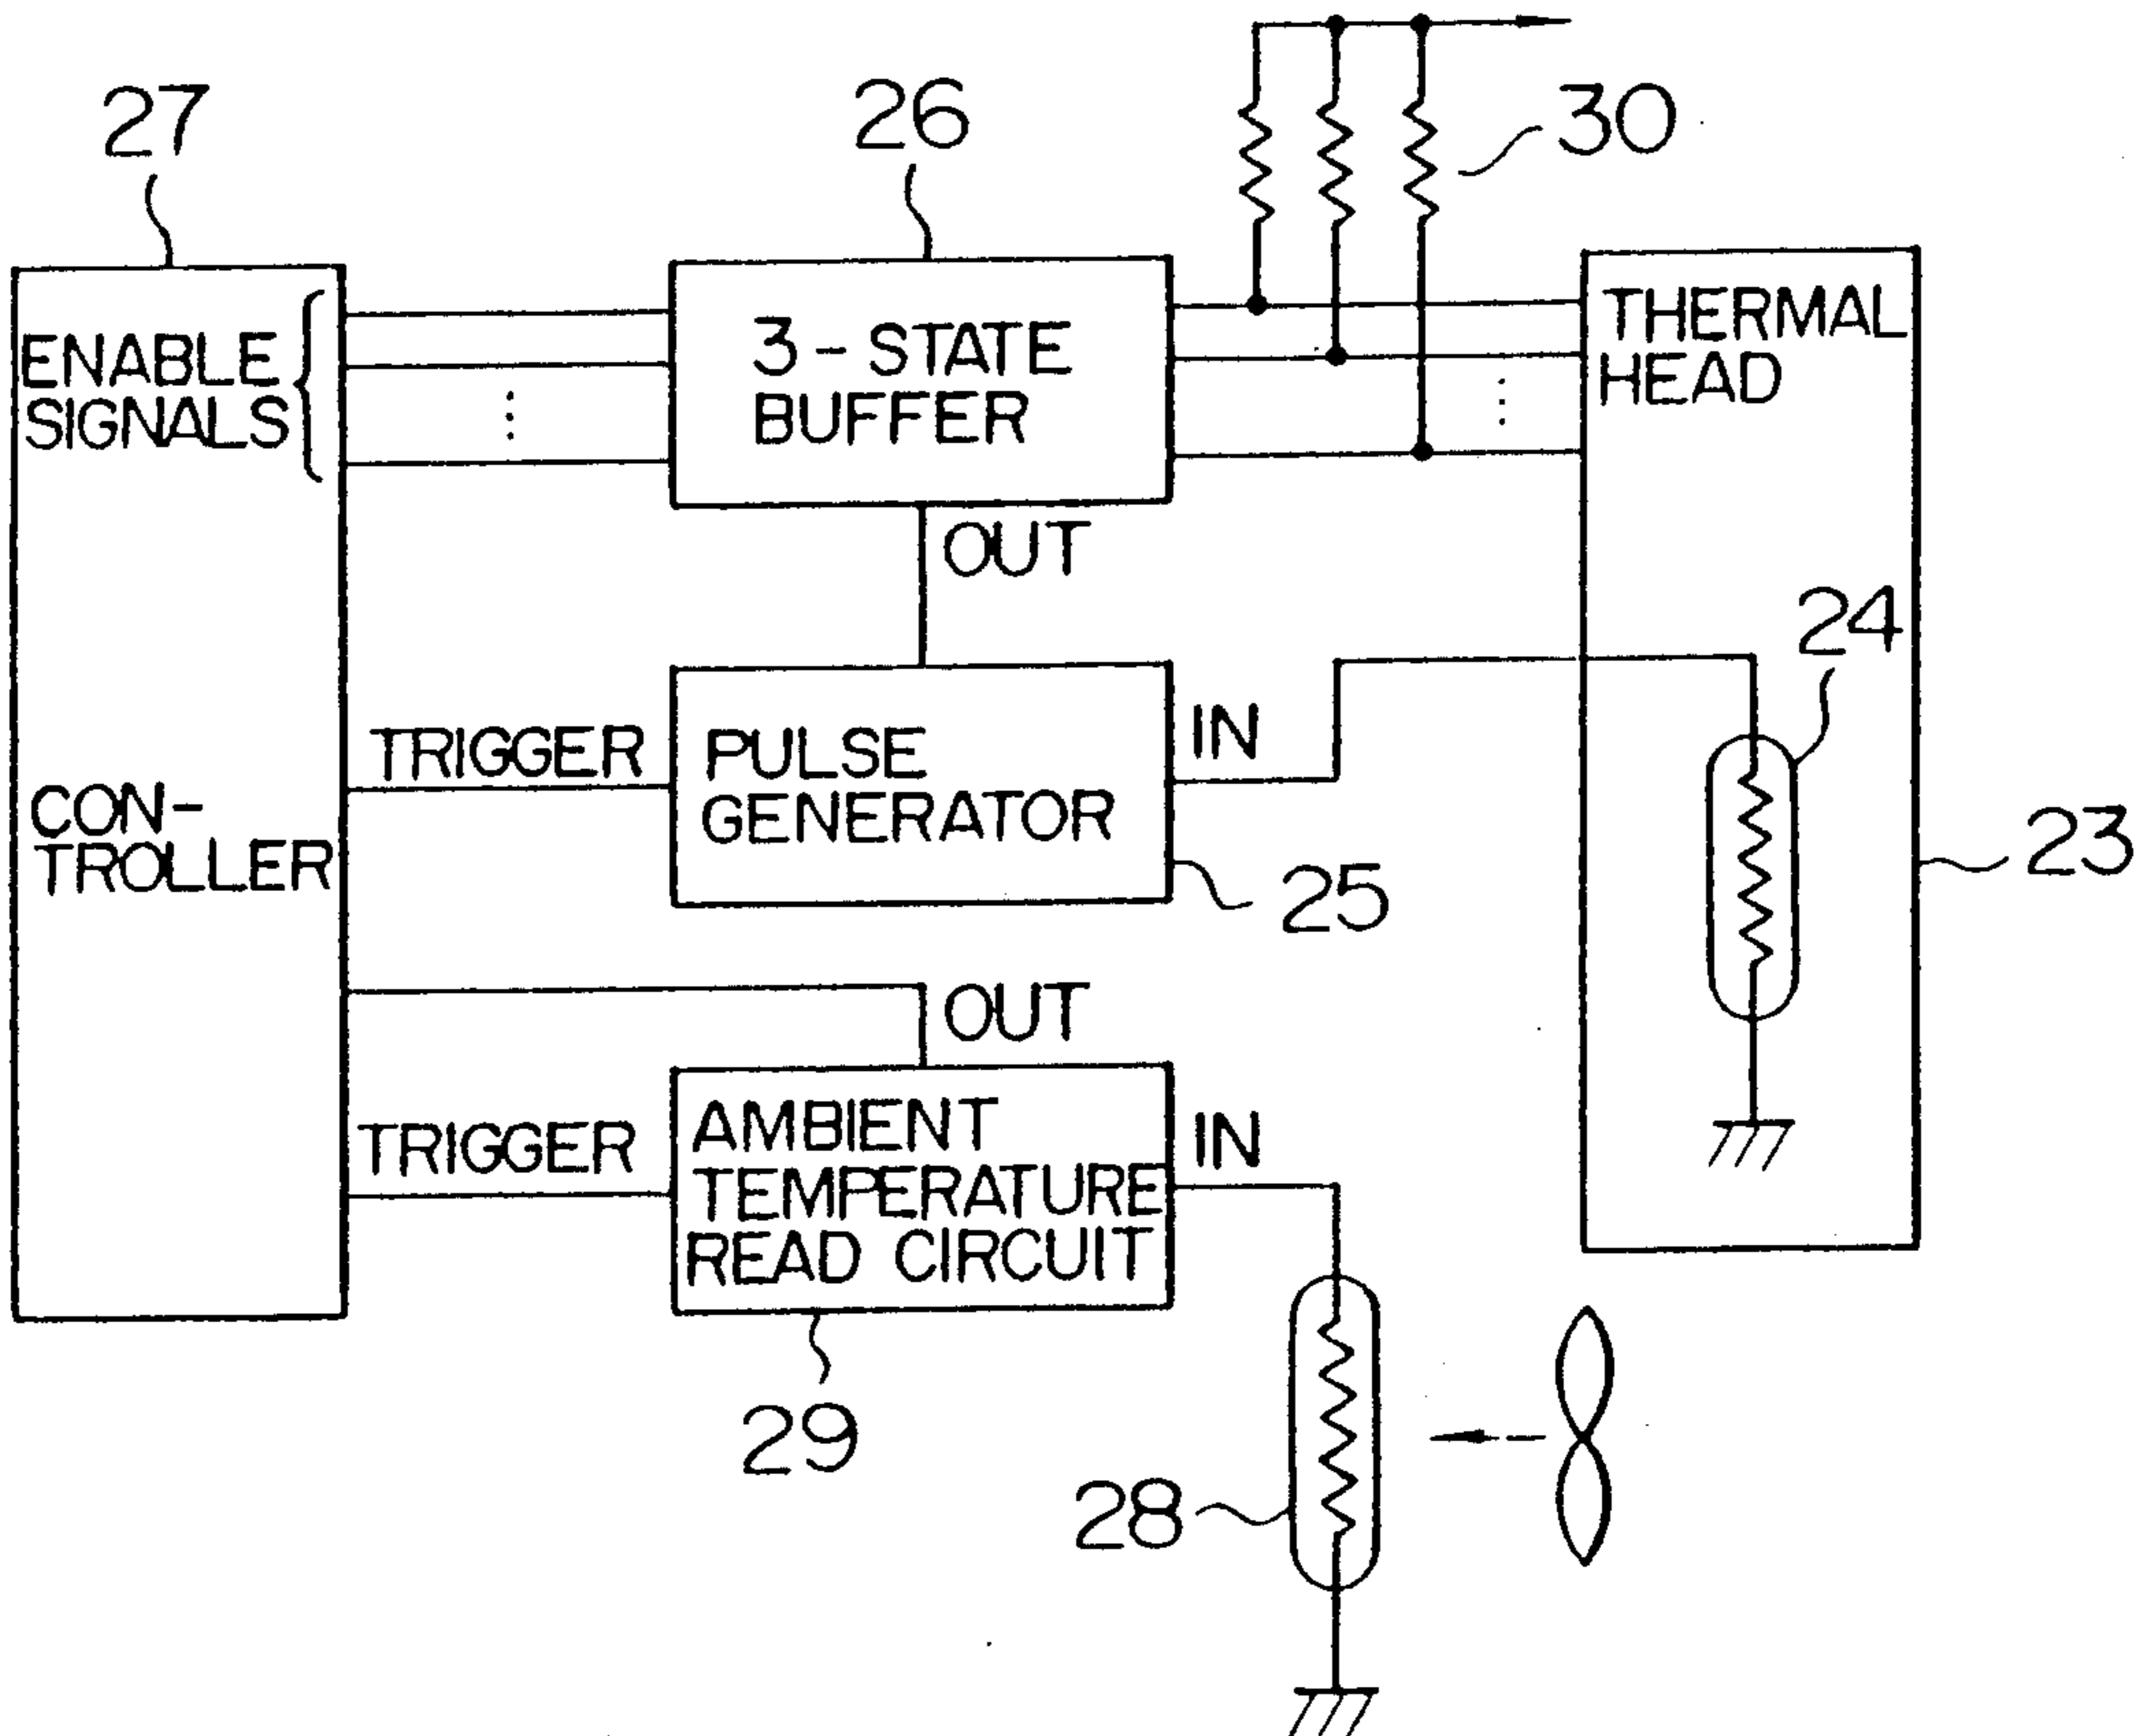 27
26
30
ENABLE
SIGNALS
3-STATE
BUFFER
THERMAL
HEAD
OUT
24
TRIGGER
PULSE
GENERATOR
IN
CON-
TROLLER
25
23
OUT
TRIGGER
AMBIENT
TEMPERATURE
READ CIRCUIT
IN
29
28